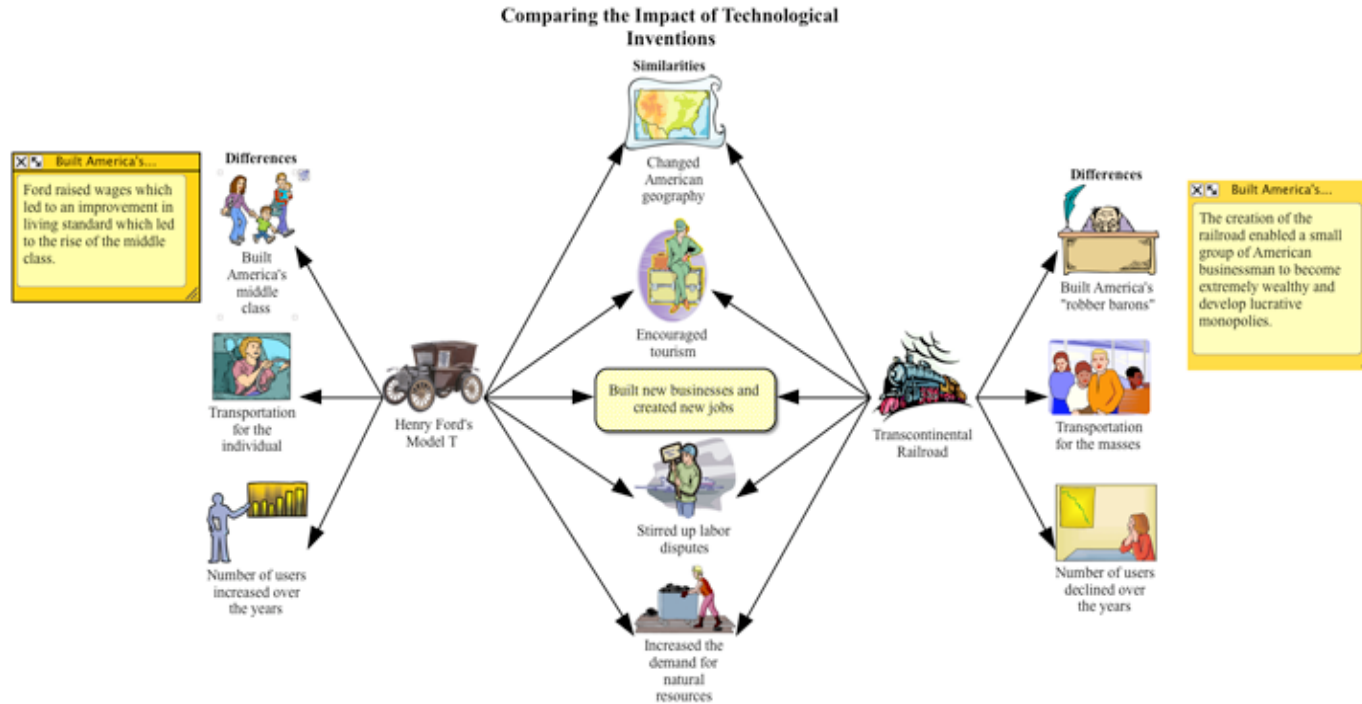 Comparing the Impact of Technological
Inventions
Similarities
Changed
American
geography
Encouraged
tourism
Built new businesses and
created new jobs
Stirred up labor
disputes
Increased the
demand for
natural
resources
Built America's...
Ford raised wages which
led to an improvement in
living standard which led
to the rise of the middle
class.
Differences
Built
America's
middle
class
Transportation
for the
individual
Number of users
increased over
the years
Henry Ford's
Model T
Transcontinental
Railroad
Differences
Built America's
"robber barons"
Transportation
for the masses
Number of users
declined over
the years
Built America's...
The creation of the
railroad enabled a small
group of American
businessman to become
extremely wealthy and
develop lucrative
monopolies.